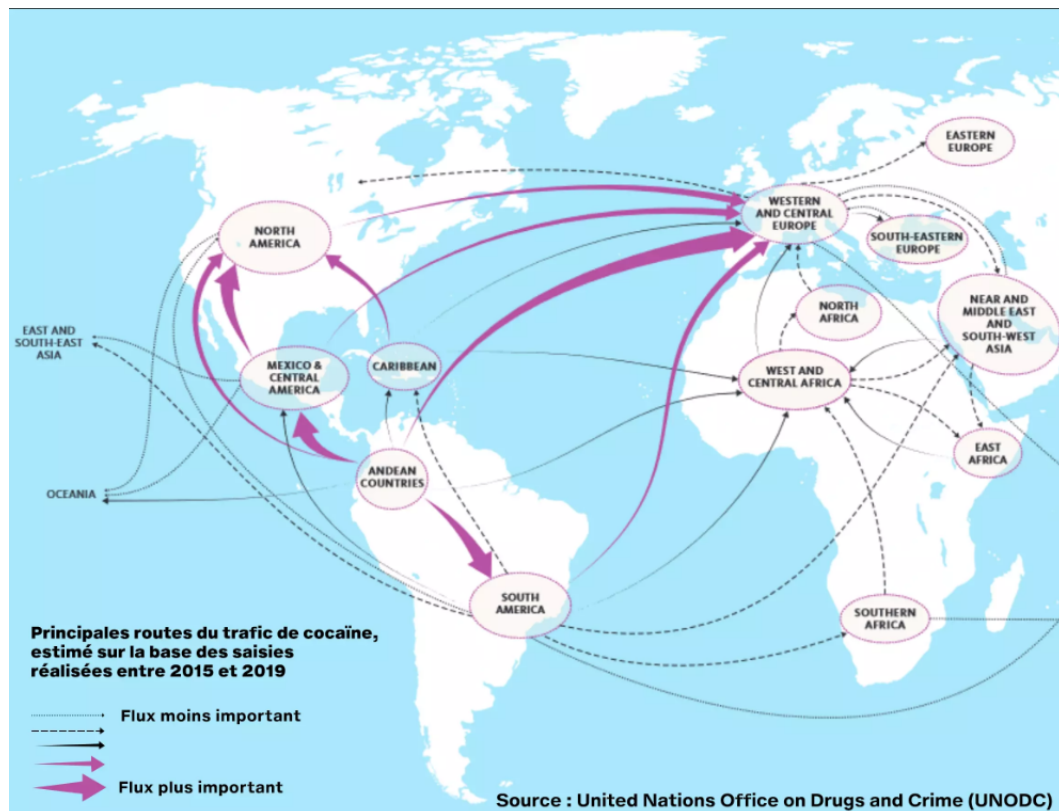 EASTERN
EUROPE
WESTERN
AND CENTRAL
EUROPE
NORTH
AMERICA
SOUTH-EASTERN
EUROPE
NORTH
AFRICA
NEAR AND
MIDDLE EAST
AND
SOUTH-WEST
ASIA
EAST AND
SOUTH-EAST
ASIA
MEXICO &
CENTRAL
AMERICA
CARIBBEAN
WEST AND
CENTRAL AFRICA
EAST
AFRICA
ANDEAN
COUNTRIES
OCEANIA
SOUTH
AMERICA
SOUTHERN
AFRICA
Principales routes du trafic de cocaïne,
estimé sur la base des saisies
réalisées entre 2015 et 2019
Flux moins important
Flux plus important
Source : United Nations Office on Drugs and Crime (UNODC)